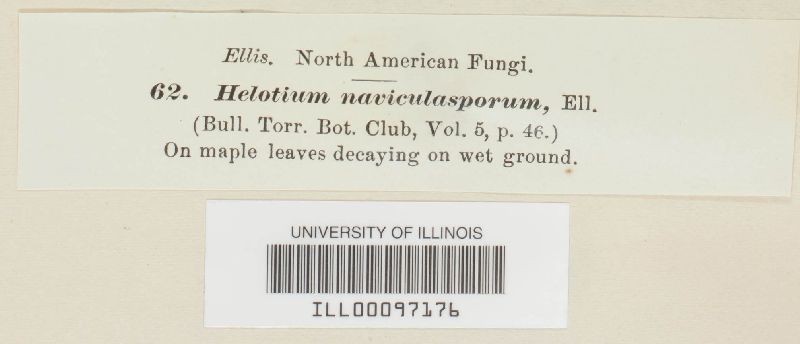 Ellis. North American Fungi.
62. Helotium naviculasporum, Ell.
(Bull. Torr. Bot. Club, Vol. 5, p. 46.)
On maple leaves decaying on wet ground.
UNIVERSITY OF ILLINOIS
ILL00097176